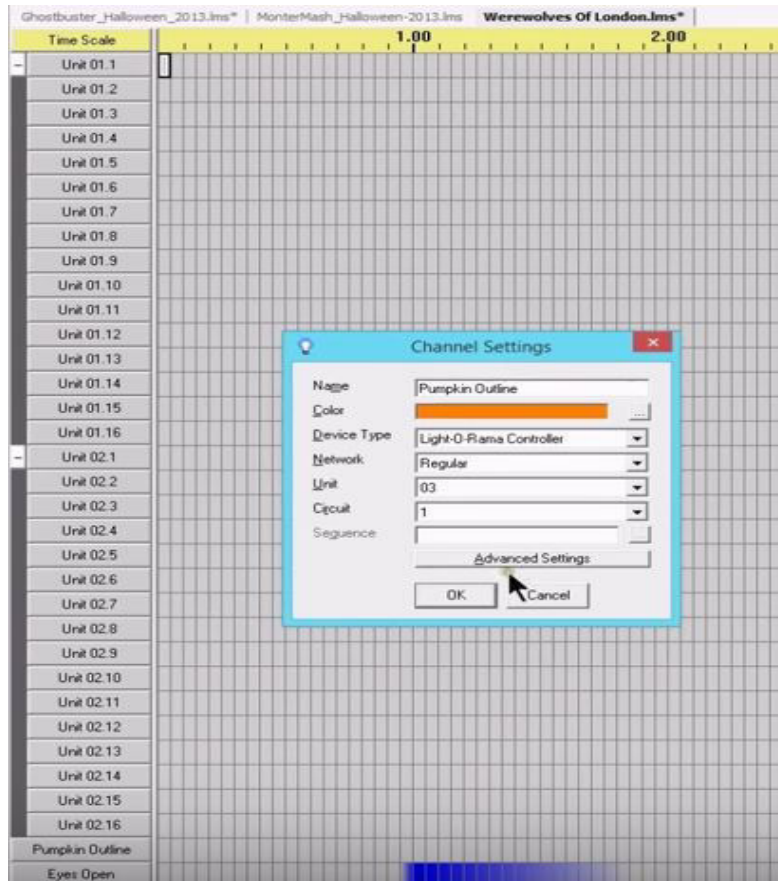 Ghostbuster_Halloween_2013.lms* | MonterMash_Halloween-2013.lms Werewolves Of London.lms*
Time Scale 1.00 2.00
Unit 01.1
Unit 01.2
Unit 01.3
Unit 01.4
Unit 01.5
Unit 01.6
Unit 01.7
Unit 01.8
Unit 01.9
Unit 01.10
Unit 01.11
Unit 01.12
Unit 01.13
Unit 01.14
Unit 01.15
Unit 01.16
Unit 02.1
Unit 02.2
Unit 02.3
Unit 02.4
Unit 02.5
Unit 02.6
Unit 02.7
Unit 02.8
Unit 02.9
Unit 02.10
Unit 02.11
Unit 02.12
Unit 02.13
Unit 02.14
Unit 02.15
Unit 02.16
Pumpkin Outline
Eyes Open
Channel Settings
Name Pumpkin Outline
Color ...
Device Type Light-O-Rama Controller
Network Regular
Unit 03
Circuit 1
Sequence
Advanced Settings
OK Cancel